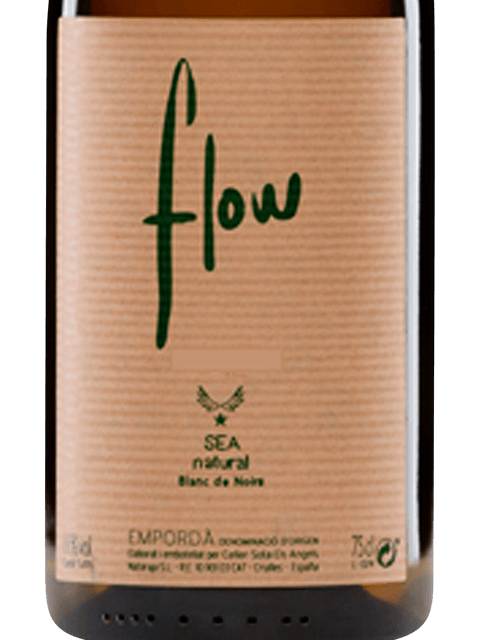 flow
SEA
natural
Blanc de Noirs
EMPORDÀ DENOMINACIÓ D'ORIGEN
Elaborat i embotellat per Celler Sota Els Àngels
75cl
Cruïlles - España